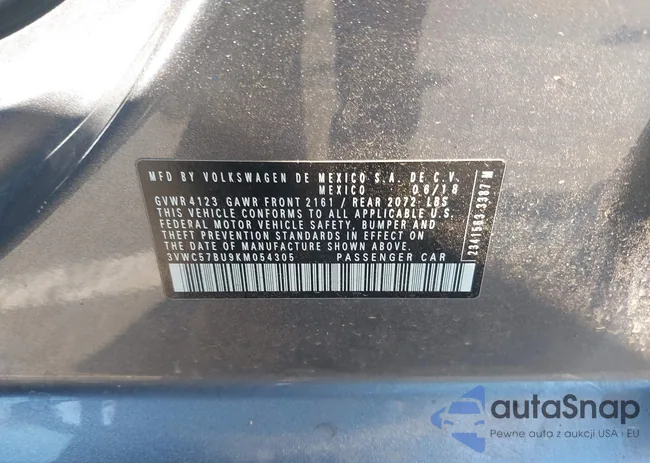 MFD BY VOLKSWAGEN DE MEXICO S.A. DE C.V.
MEXICO 06/18
GVWR 4123 GAWR FRONT 2161 / REAR 2072 LBS
THIS VEHICLE CONFORMS TO ALL APPLICABLE U.S.
FEDERAL MOTOR VEHICLE SAFETY, BUMPER AND
THEFT PREVENTION STANDARDS IN EFFECT ON THE
DATE OF MANUFACTURE SHOWN ABOVE.
3VWC57BU9KM054305 PASSENGER CAR
autaSnap
Pewne auta z aukcji USA i EU